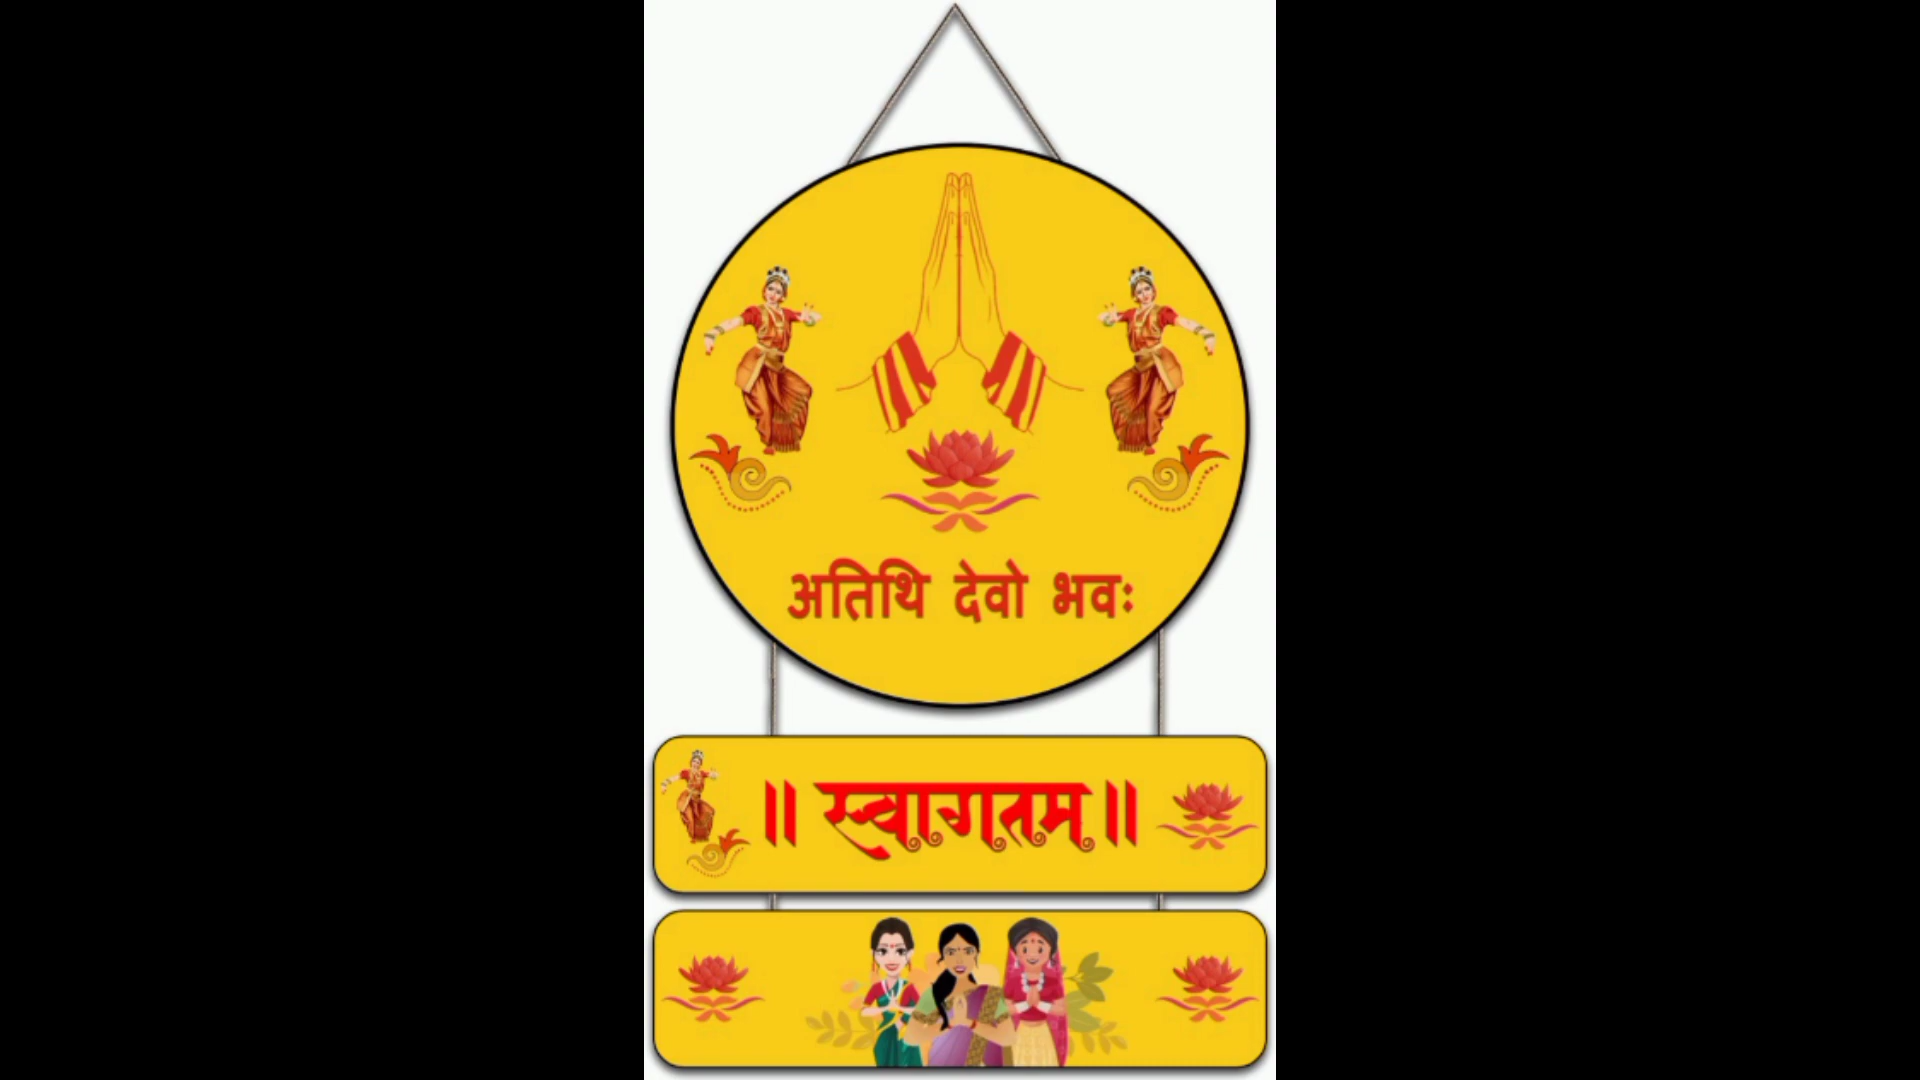 अतिथि देवो भवः
॥ स्वागतम ॥